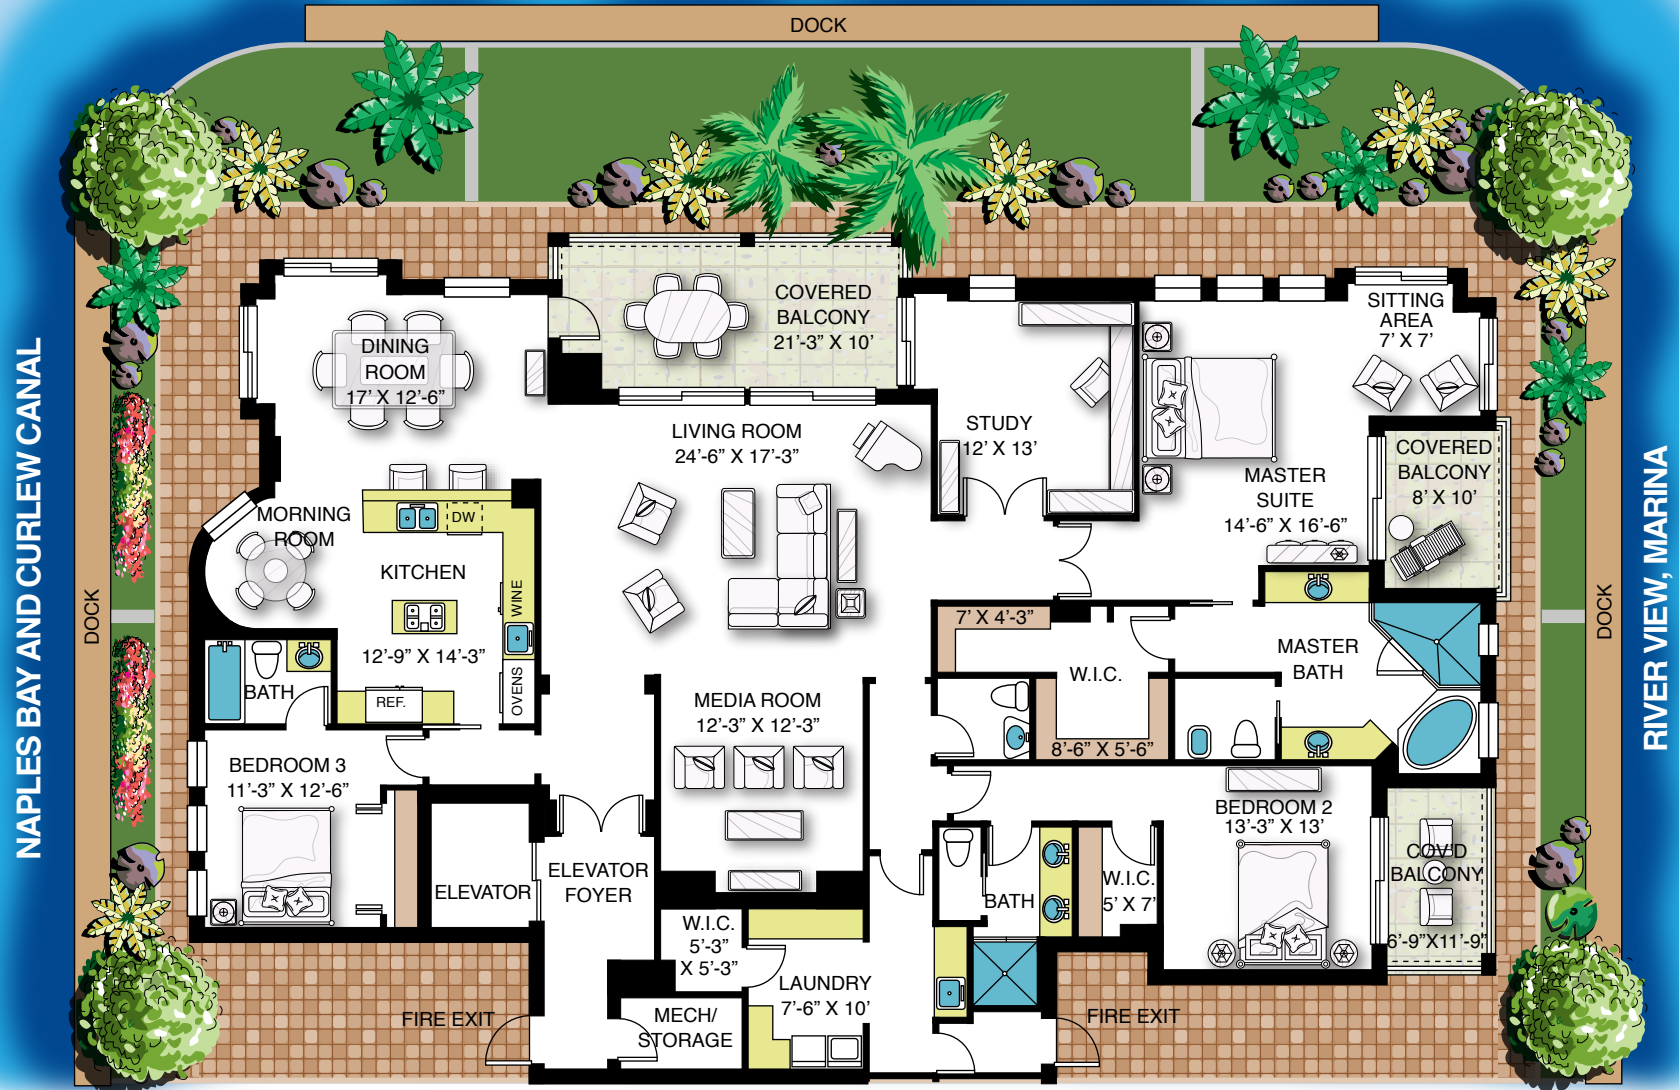 DOCK
NAPLES BAY AND CURLEW CANAL
DOCK
RIVER VIEW, MARINA
DOCK
COVERED
BALCONY
21'-3" X 10'
DINING
ROOM
17' X 12'-6"
SITTING
AREA
7' X 7'
LIVING ROOM
24'-6" X 17'-3"
STUDY
12' X 13'
COVERED
BALCONY
8' X 10'
MASTER
SUITE
14'-6" X 16'-6"
MORNING
ROOM
DW
KITCHEN
12'-9" X 14'-3"
WINE
OVENS
REF.
BATH
7' X 4'-3"
W.I.C.
8'-6" X 5'-6"
MASTER
BATH
MEDIA ROOM
12'-3" X 12'-3"
BEDROOM 3
11'-3" X 12'-6"
BEDROOM 2
13'-3" X 13'
ELEVATOR
ELEVATOR
FOYER
BATH
W.I.C.
5' X 7'
COV'D
BALCONY
6'-9"X11'-9"
W.I.C.
5'-3"
X 5'-3"
LAUNDRY
7'-6" X 10'
MECH/
STORAGE
FIRE EXIT
FIRE EXIT